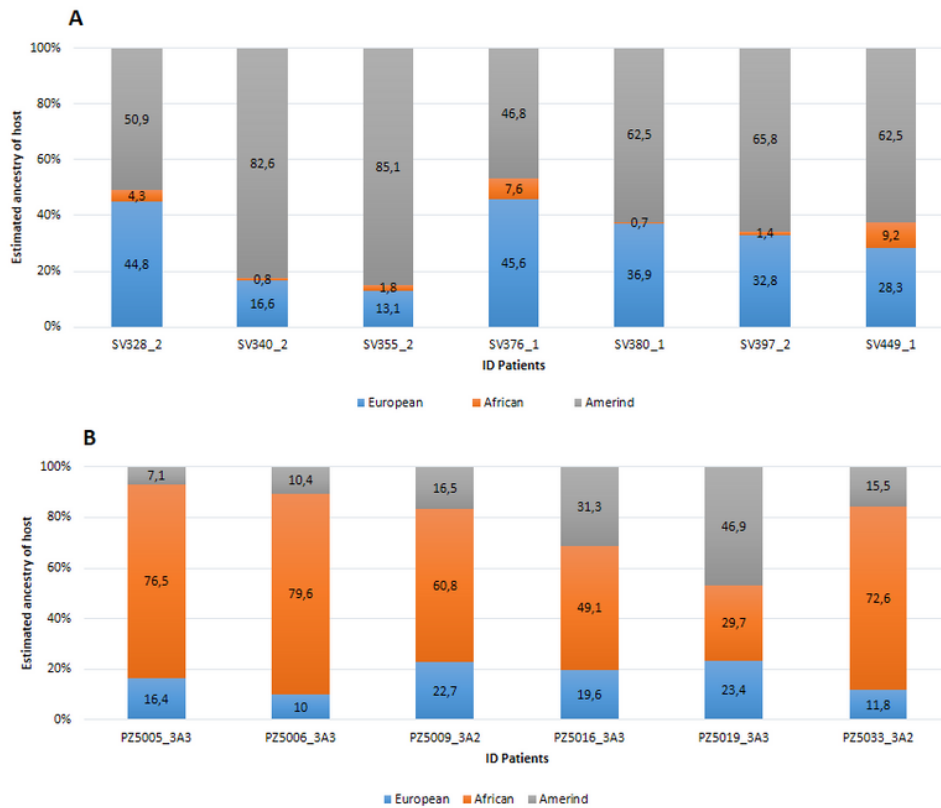 A
100%
80%
60%
40%
20%
0%
Estimated ancestry of host
50,9 82,6 85,1 46,8 62,5 65,8 62,5
4,3 0,8 1,8 7,6 0,7 1,4 9,2
44,8 16,6 13,1 45,6 36,9 32,8 28,3
SV328_2 SV340_2 SV355_2 SV376_1 SV380_1 SV397_2 SV449_1
ID Patients
European African Amerind
B
100%
80%
60%
40%
20%
0%
Estimated ancestry of host
7,1 10,4 16,5 31,3 46,9 15,5
76,5 79,6 60,8 49,1 29,7 72,6
16,4 10 22,7 19,6 23,4 11,8
PZ5005_3A3 PZ5006_3A3 PZ5009_3A2 PZ5016_3A3 PZ5019_3A3 PZ5033_3A2
ID Patients
European African Amerind